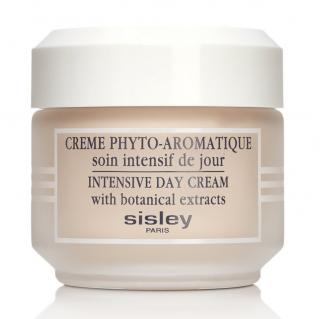 CREME PHYTO-AROMATIQUE
soin intensif de jour
INTENSIVE DAY CREAM
with botanical extracts
sisley
PARIS